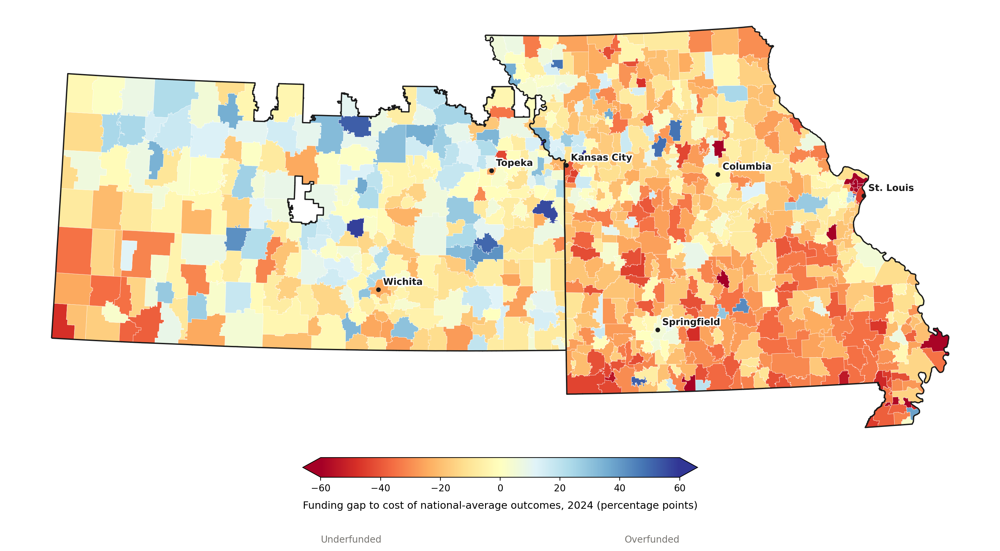 Kansas City
Topeka
Columbia
St. Louis
Wichita
Springfield
−60 −40 −20 0 20 40 60
Funding gap to cost of national-average outcomes, 2024 (percentage points)
Underfunded Overfunded